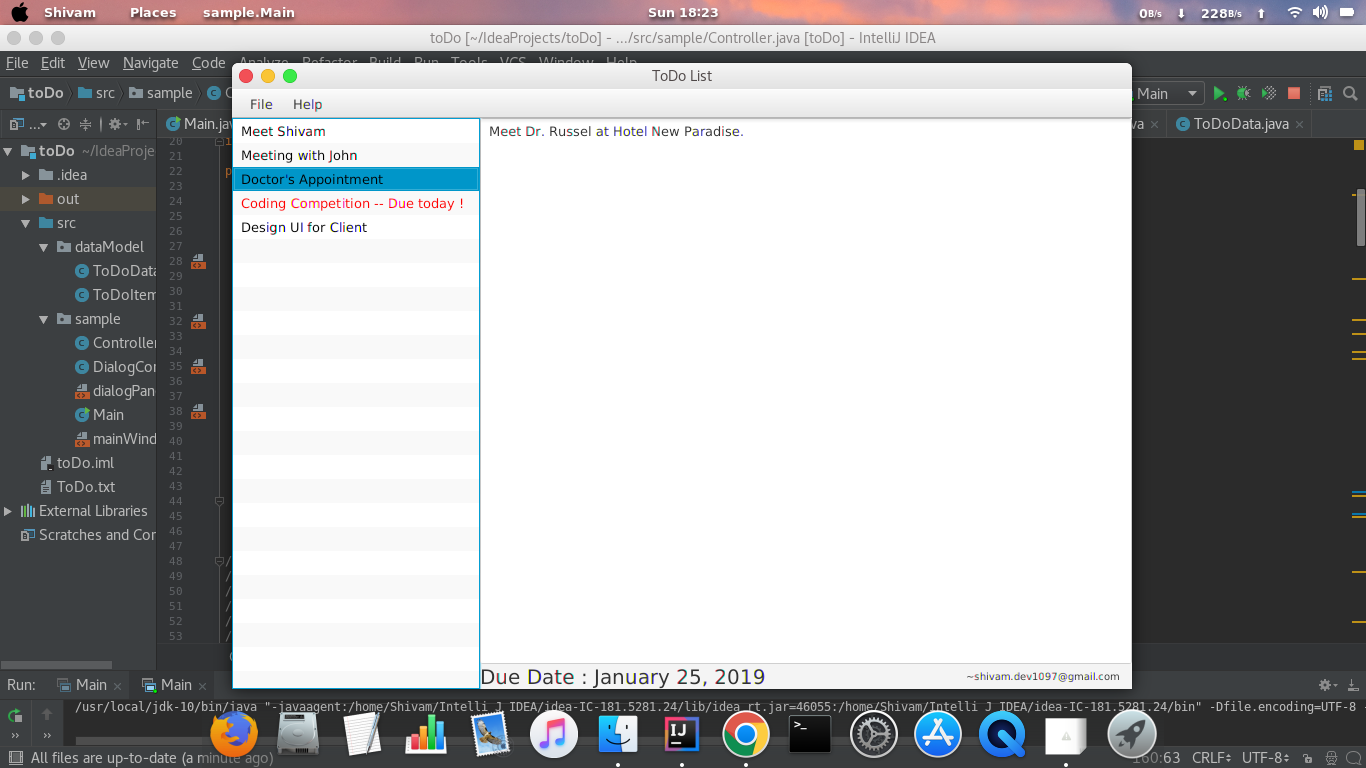 Shivam Places sample.Main Sun 18:23 0B/s 228B/s
toDo [~/IdeaProjects/toDo] - .../src/sample/Controller.java [toDo] - IntelliJ IDEA
File Edit View Navigate Code Analyze Refactor Build Run Tools VCS Window Help
ToDo List
toDo src sample Main
File Help
Main.jav ToDoData.java
Meet Shivam
Meeting with John
Doctor's Appointment
Coding Competition -- Due today !
Design UI for Client
Meet Dr. Russel at Hotel New Paradise.
Due Date : January 25, 2019
~shivam.dev1097@gmail.com
toDo ~/IdeaProje
.idea
out
src
dataModel
ToDoData
ToDoItem
sample
Controller
DialogCon
dialogPan
Main
mainWind
toDo.iml
ToDo.txt
External Libraries
Scratches and Cor
20
21
22
23
24
25
26
27
28
29
30
31
32
33
34
35
36
37
38
39
40
41
42
43
44
45
46
47
48
49
50
51
52
53
Run: Main Main
/usr/local/jdk-10/bin/java "-javaagent:/home/Shivam/Intelli J IDEA/idea-IC-181.5281.24/lib/idea_rt.jar=46055:/home/Shivam/Intelli J IDEA/idea-IC-181.5281.24/bin" -Dfile.encoding=UTF-8 -
All files are up-to-date (a minute ago) 160:63 CRLF UTF-8